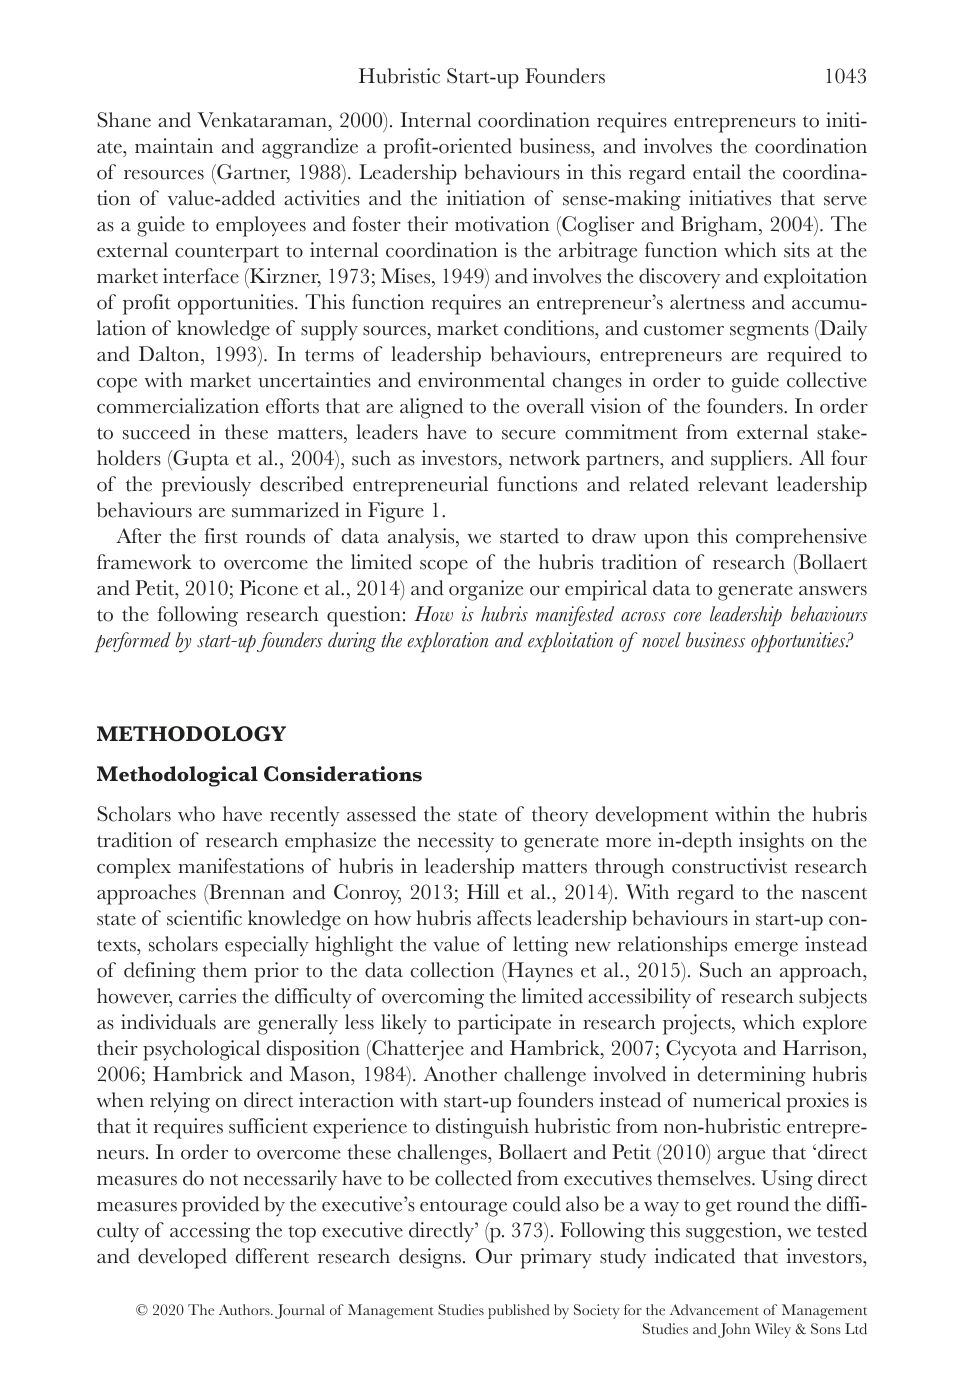 Hubristic Start-up Founders 1043
Shane and Venkataraman, 2000). Internal coordination requires entrepreneurs to initi-
ate, maintain and aggrandize a profit-oriented business, and involves the coordination
of resources (Gartner, 1988). Leadership behaviours in this regard entail the coordina-
tion of value-added activities and the initiation of sense-making initiatives that serve
as a guide to employees and foster their motivation (Cogliser and Brigham, 2004). The
external counterpart to internal coordination is the arbitrage function which sits at the
market interface (Kirzner, 1973; Mises, 1949) and involves the discovery and exploitation
of profit opportunities. This function requires an entrepreneur’s alertness and accumu-
lation of knowledge of supply sources, market conditions, and customer segments (Daily
and Dalton, 1993). In terms of leadership behaviours, entrepreneurs are required to
cope with market uncertainties and environmental changes in order to guide collective
commercialization efforts that are aligned to the overall vision of the founders. In order
to succeed in these matters, leaders have to secure commitment from external stake-
holders (Gupta et al., 2004), such as investors, network partners, and suppliers. All four
of the previously described entrepreneurial functions and related relevant leadership
behaviours are summarized in Figure 1.
After the first rounds of data analysis, we started to draw upon this comprehensive
framework to overcome the limited scope of the hubris tradition of research (Bollaert
and Petit, 2010; Picone et al., 2014) and organize our empirical data to generate answers
to the following research question: How is hubris manifested across core leadership behaviours
performed by start-up founders during the exploration and exploitation of novel business opportunities?
METHODOLOGY
Methodological Considerations
Scholars who have recently assessed the state of theory development within the hubris
tradition of research emphasize the necessity to generate more in-depth insights on the
complex manifestations of hubris in leadership matters through constructivist research
approaches (Brennan and Conroy, 2013; Hill et al., 2014). With regard to the nascent
state of scientific knowledge on how hubris affects leadership behaviours in start-up con-
texts, scholars especially highlight the value of letting new relationships emerge instead
of defining them prior to the data collection (Haynes et al., 2015). Such an approach,
however, carries the difficulty of overcoming the limited accessibility of research subjects
as individuals are generally less likely to participate in research projects, which explore
their psychological disposition (Chatterjee and Hambrick, 2007; Cycyota and Harrison,
2006; Hambrick and Mason, 1984). Another challenge involved in determining hubris
when relying on direct interaction with start-up founders instead of numerical proxies is
that it requires sufficient experience to distinguish hubristic from non-hubristic entrepre-
neurs. In order to overcome these challenges, Bollaert and Petit (2010) argue that ‘direct
measures do not necessarily have to be collected from executives themselves. Using direct
measures provided by the executive’s entourage could also be a way to get round the diffi-
culty of accessing the top executive directly’ (p. 373). Following this suggestion, we tested
and developed different research designs. Our primary study indicated that investors,
© 2020 The Authors. Journal of Management Studies published by Society for the Advancement of Management
Studies and John Wiley & Sons Ltd